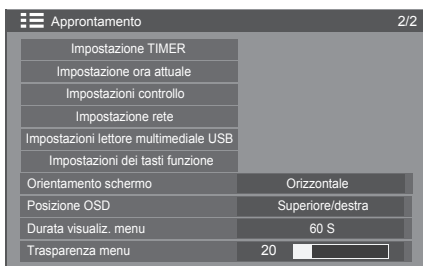 Approntamento 2/2
Impostazione TIMER
Impostazione ora attuale
Impostazioni controllo
Impostazione rete
Impostazioni lettore multimediale USB
Impostazioni dei tasti funzione
Orientamento schermo Orizzontale
Posizione OSD Superiore/destra
Durata visualiz. menu 60 S
Trasparenza menu 20